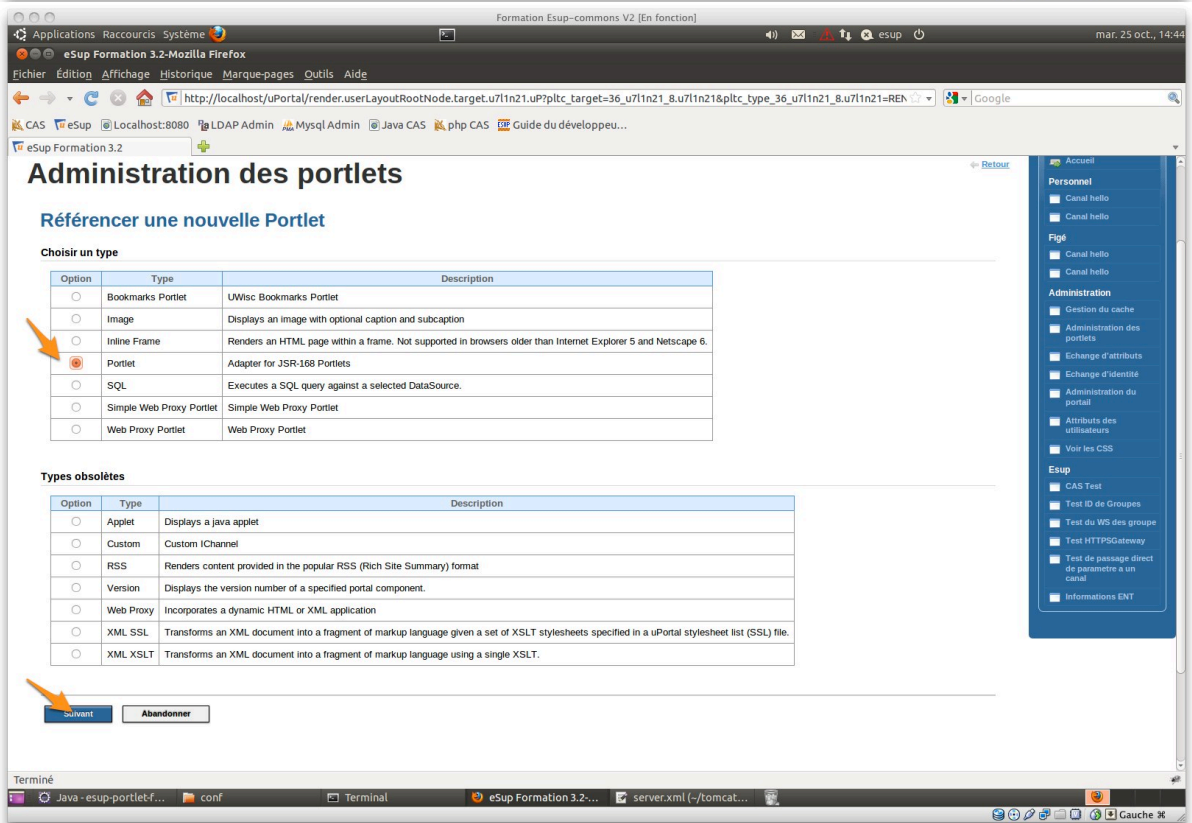 Formation Esup-commons V2 [En fonction]
Applications Raccourcis Système esup mar. 25 oct., 14:44
eSup Formation 3.2-Mozilla Firefox
Fichier Édition Affichage Historique Marque-pages Outils Aide
http://localhost/uPortal/render.userLayoutRootNode.target.u7l1n21.uP?pltc_target=36_u7l1n21_8.u7l1n21&pltc_type_36_u7l1n21_8.u7l1n21=REN Google
CAS eSup Localhost:8080 LDAP Admin Mysql Admin Java CAS php CAS Guide du développeu...
eSup Formation 3.2
Administration des portlets
Retour
Référencer une nouvelle Portlet
Choisir un type
Option Type Description
Bookmarks Portlet UWisc Bookmarks Portlet
Image Displays an image with optional caption and subcaption
Inline Frame Renders an HTML page within a frame. Not supported in browsers older than Internet Explorer 5 and Netscape 6.
Portlet Adapter for JSR-168 Portlets
SQL Executes a SQL query against a selected DataSource.
Simple Web Proxy Portlet Simple Web Proxy Portlet
Web Proxy Portlet Web Proxy Portlet
Types obsolètes
Option Type Description
Applet Displays a java applet
Custom Custom IChannel
RSS Renders content provided in the popular RSS (Rich Site Summary) format
Version Displays the version number of a specified portal component.
Web Proxy Incorporates a dynamic HTML or XML application
XML SSL Transforms an XML document into a fragment of markup language given a set of XSLT stylesheets specified in a uPortal stylesheet list (SSL) file.
XML XSLT Transforms an XML document into a fragment of markup language using a single XSLT.
Suivant Abandonner
Accueil
Personnel
Canal hello
Canal hello
Figé
Canal hello
Canal hello
Administration
Gestion du cache
Administration des
portlets
Echange d'attributs
Echange d'identité
Administration du
portail
Attributs des
utilisateurs
Voir les CSS
Esup
CAS Test
Test ID de Groupes
Test du WS des groupe
Test HTTPSGateway
Test de passage direct
de parametre a un
canal
Informations ENT
Terminé
Java - esup-portlet-f... conf Terminal eSup Formation 3.2-... server.xml (~/tomcat...
Gauche ⌘